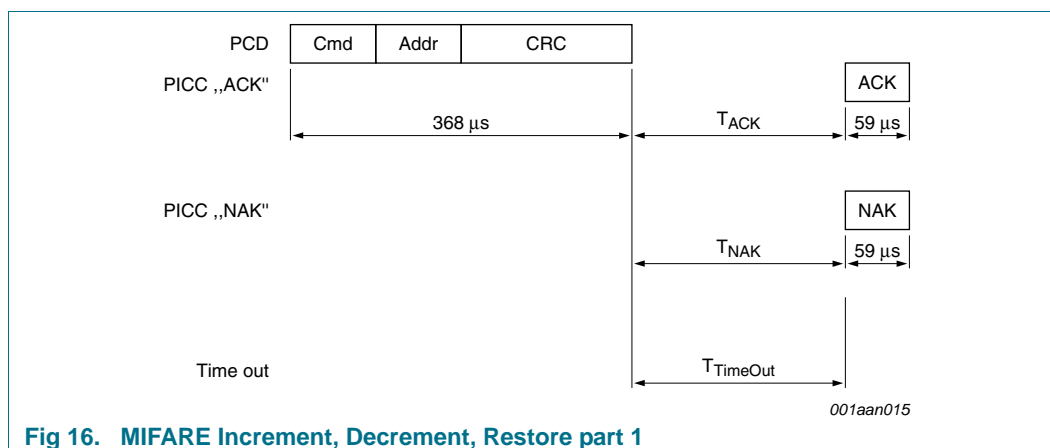 PCD Cmd Addr CRC
PICC ,,ACK" ACK
368 µs TACK 59 µs
PICC ,,NAK" NAK
TNAK 59 µs
Time out TTimeOut
001aan015
Fig 16. MIFARE Increment, Decrement, Restore part 1